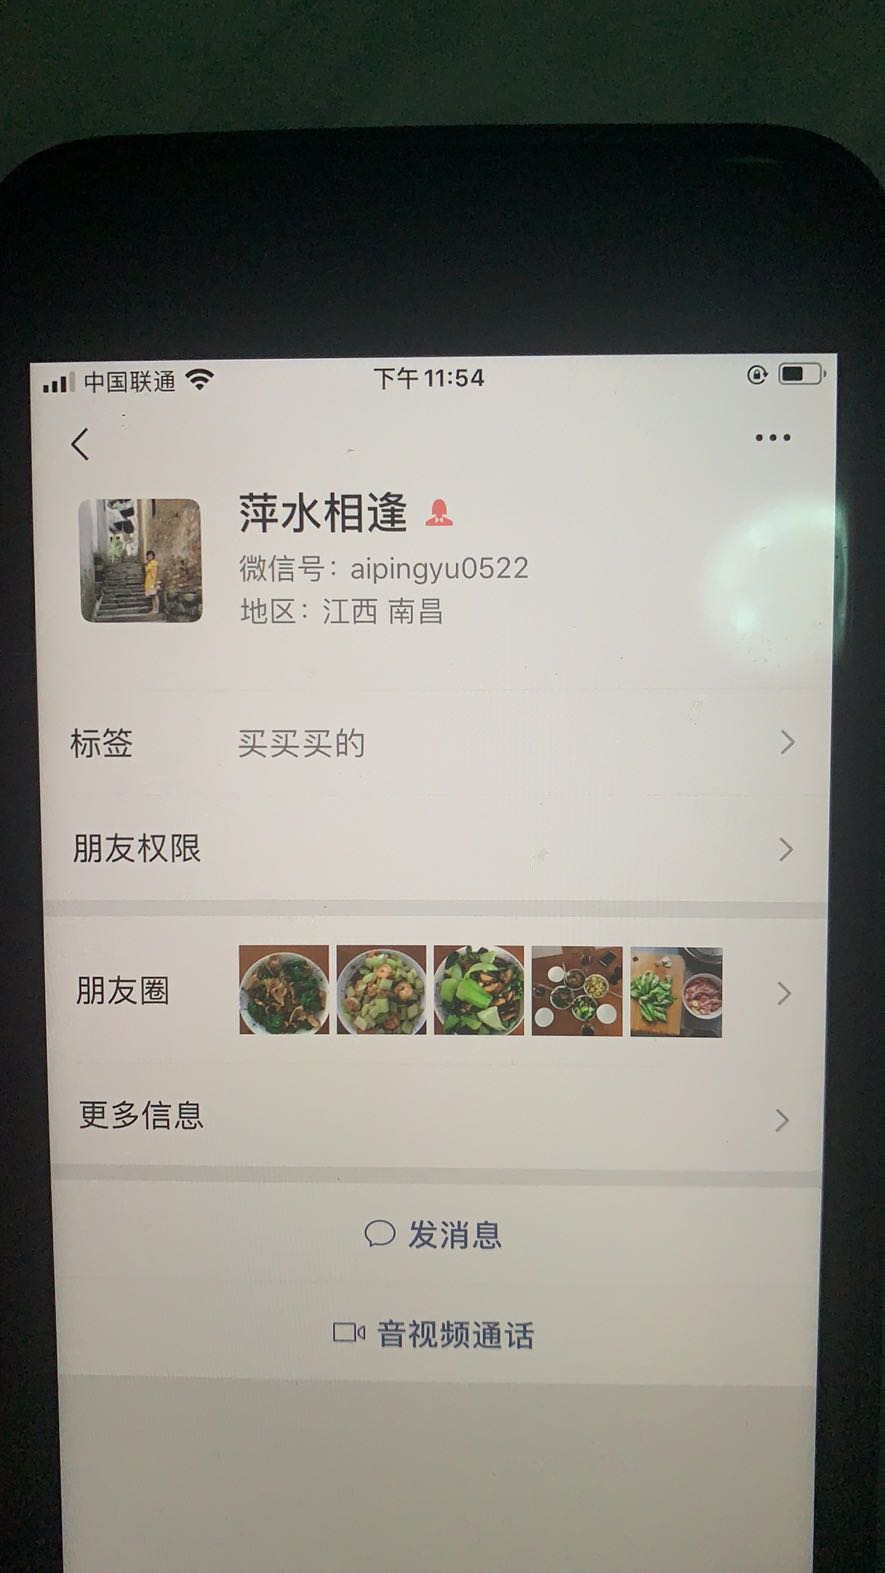 中国联通
下午11:54
萍水相逢
微信号：aipingyu0522
地区：江西 南昌
标签 买买买的
朋友权限
朋友圈
更多信息
发消息
音视频通话